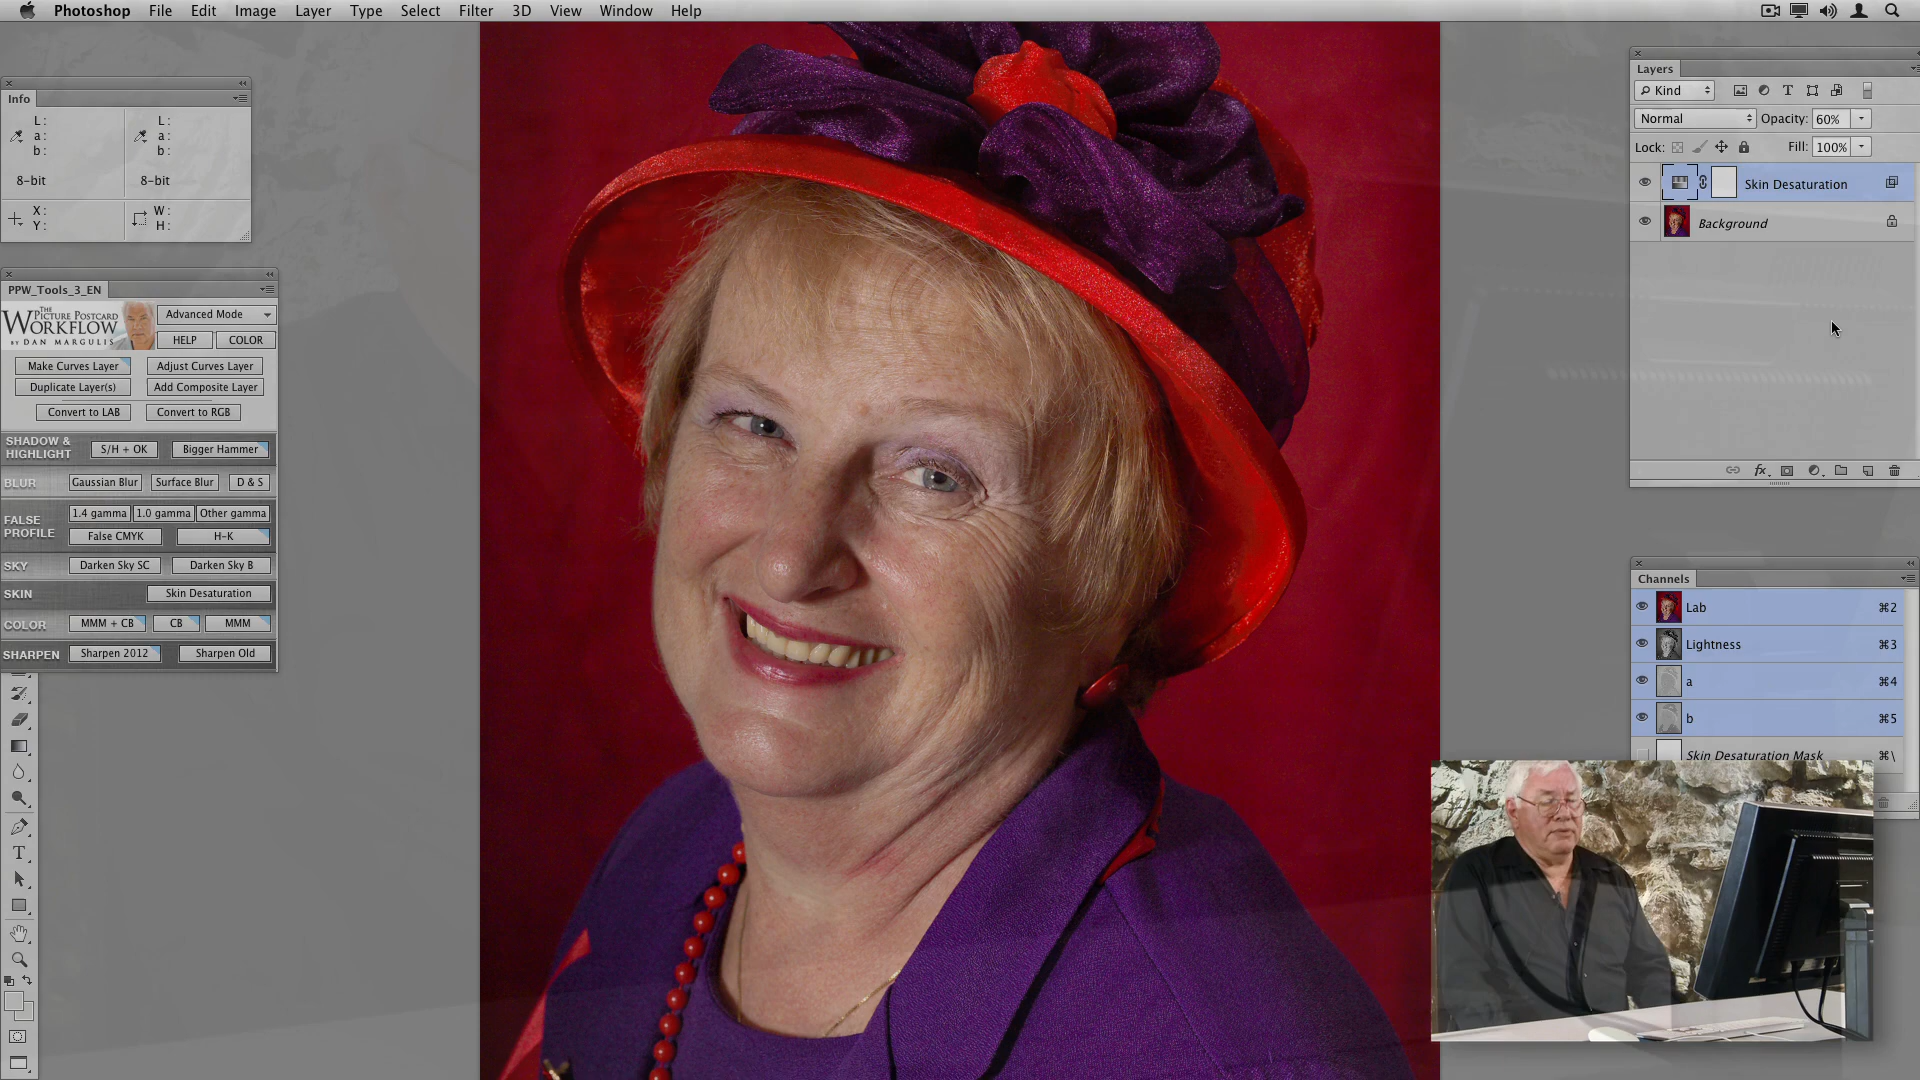 Photoshop File Edit Image Layer Type Select Filter 3D View Window Help
Info
L: L:
a: a:
b: b:
8-bit 8-bit
X: W:
Y: H:
PPW_Tools_3_EN
THE PICTURE POSTCARD
WORKFLOW
BY DAN MARGULIS
Advanced Mode
HELP COLOR
Make Curves Layer Adjust Curves Layer
Duplicate Layer(s) Add Composite Layer
Convert to LAB Convert to RGB
SHADOW & HIGHLIGHT S/H + OK Bigger Hammer
BLUR Gaussian Blur Surface Blur D & S
FALSE PROFILE 1.4 gamma 1.0 gamma Other gamma
False CMYK H-K
SKY Darken Sky SC Darken Sky B
SKIN Skin Desaturation
COLOR MMM + CB CB MMM
SHARPEN Sharpen 2012 Sharpen Old
Layers
Kind
Normal Opacity: 60%
Lock: Fill: 100%
Skin Desaturation
Background
Channels
Lab ⌘2
Lightness ⌘3
a ⌘4
b ⌘5
Skin Desaturation Mask ⌘\